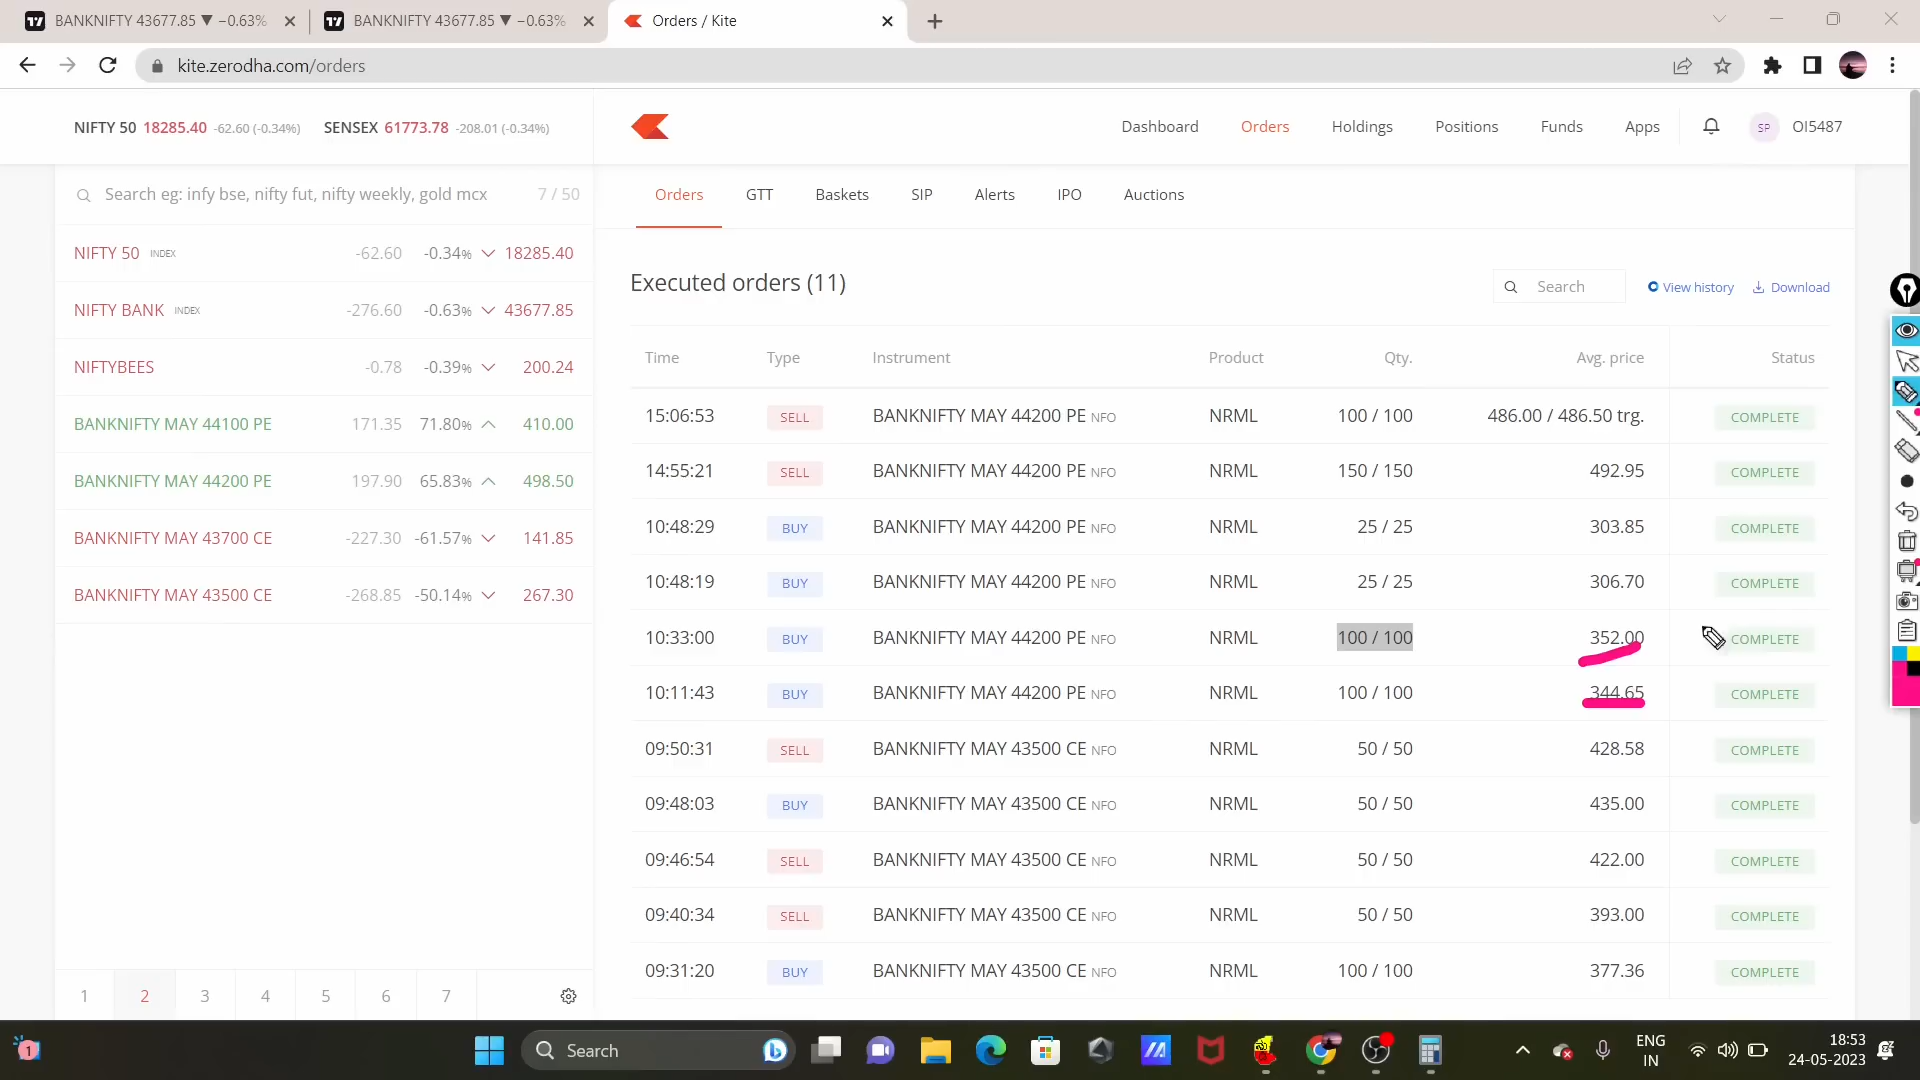 BANKNIFTY 43677.85 ▼ −0.63%
BANKNIFTY 43677.85 ▼ −0.63%
Orders / Kite
kite.zerodha.com/orders
NIFTY 50 18285.40 -62.60 (-0.34%) SENSEX 61773.78 -208.01 (-0.34%)
Dashboard Orders Holdings Positions Funds Apps SP OI5487
Search eg: infy bse, nifty fut, nifty weekly, gold mcx 7 / 50
NIFTY 50 INDEX -62.60 -0.34% 18285.40
NIFTY BANK INDEX -276.60 -0.63% 43677.85
NIFTYBEES -0.78 -0.39% 200.24
BANKNIFTY MAY 44100 PE 171.35 71.80% 410.00
BANKNIFTY MAY 44200 PE 197.90 65.83% 498.50
BANKNIFTY MAY 43700 CE -227.30 -61.57% 141.85
BANKNIFTY MAY 43500 CE -268.85 -50.14% 267.30
1 2 3 4 5 6 7
Orders GTT Baskets SIP Alerts IPO Auctions
Executed orders (11)
Search View history Download
Time Type Instrument Product Qty. Avg. price Status
15:06:53 SELL BANKNIFTY MAY 44200 PE NFO NRML 100 / 100 486.00 / 486.50 trg. COMPLETE
14:55:21 SELL BANKNIFTY MAY 44200 PE NFO NRML 150 / 150 492.95 COMPLETE
10:48:29 BUY BANKNIFTY MAY 44200 PE NFO NRML 25 / 25 303.85 COMPLETE
10:48:19 BUY BANKNIFTY MAY 44200 PE NFO NRML 25 / 25 306.70 COMPLETE
10:33:00 BUY BANKNIFTY MAY 44200 PE NFO NRML 100 / 100 352.00 COMPLETE
10:11:43 BUY BANKNIFTY MAY 44200 PE NFO NRML 100 / 100 344.65 COMPLETE
09:50:31 SELL BANKNIFTY MAY 43500 CE NFO NRML 50 / 50 428.58 COMPLETE
09:48:03 BUY BANKNIFTY MAY 43500 CE NFO NRML 50 / 50 435.00 COMPLETE
09:46:54 SELL BANKNIFTY MAY 43500 CE NFO NRML 50 / 50 422.00 COMPLETE
09:40:34 SELL BANKNIFTY MAY 43500 CE NFO NRML 50 / 50 393.00 COMPLETE
09:31:20 BUY BANKNIFTY MAY 43500 CE NFO NRML 100 / 100 377.36 COMPLETE
1
Search
ENG
IN
18:53
24-05-2023